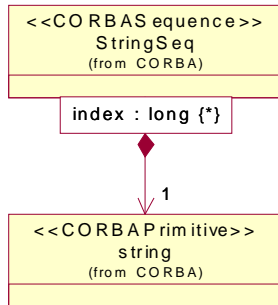 <<CORBASequence>>
StringSeq
(from CORBA)
index : long {*}
1
<<CORBAPrimitive>>
string
(from CORBA)